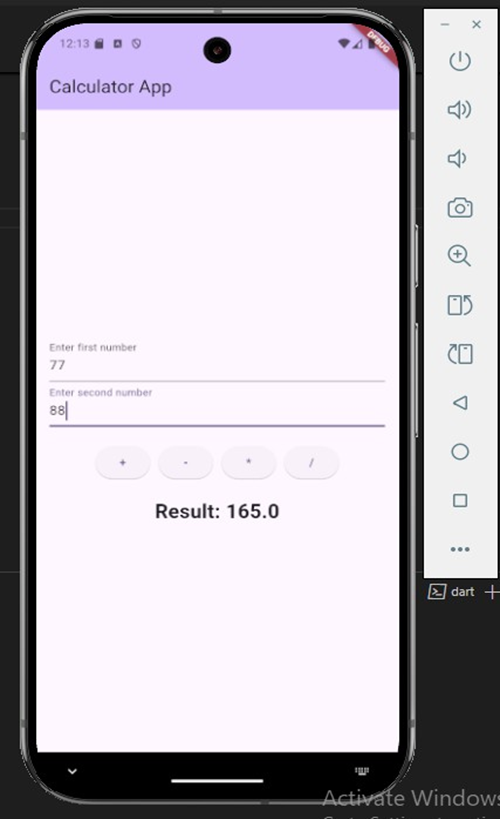 12:13
DEBUG
Calculator App
Enter first number
77
Enter second number
88
+ - * /
Result: 165.0
dart
Activate Windows